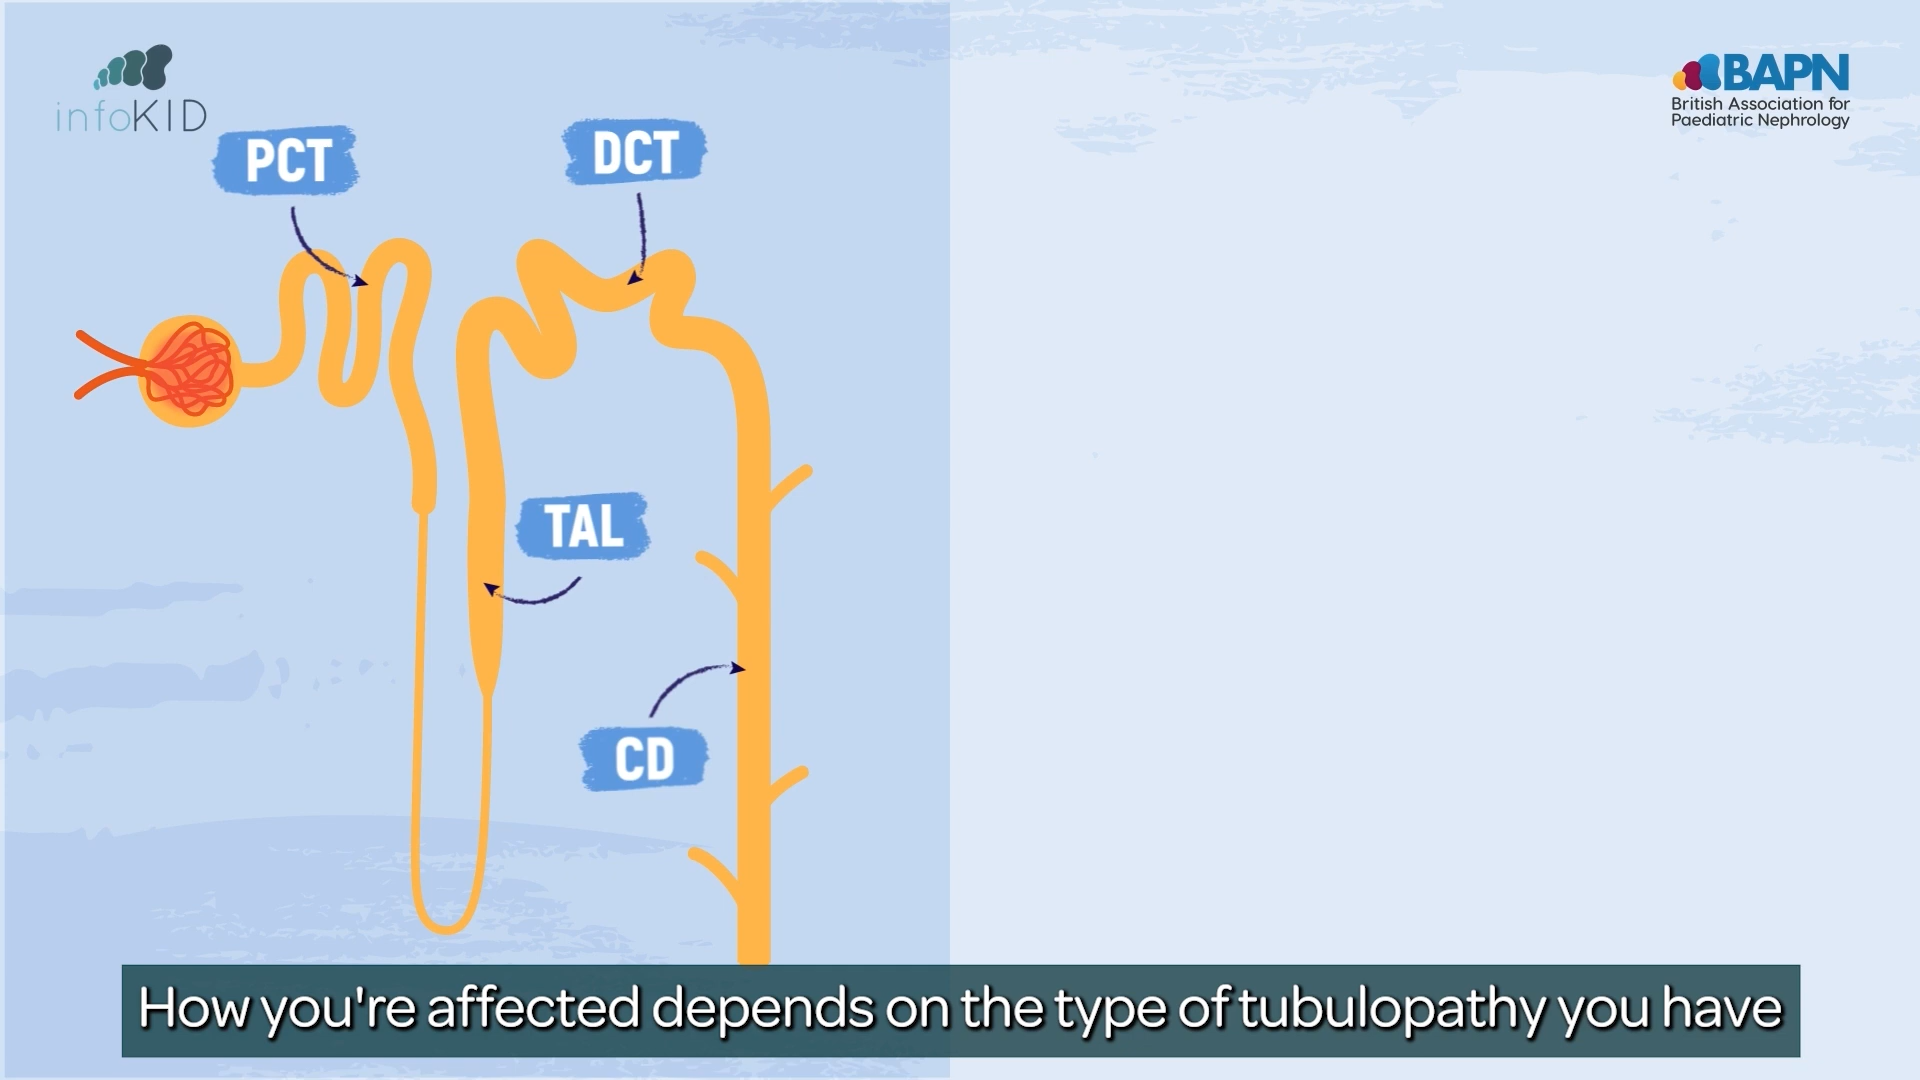 infoKID
BAPN
British Association for
Paediatric Nephrology
PCT
DCT
TAL
CD
How you're affected depends on the type of tubulopathy you have